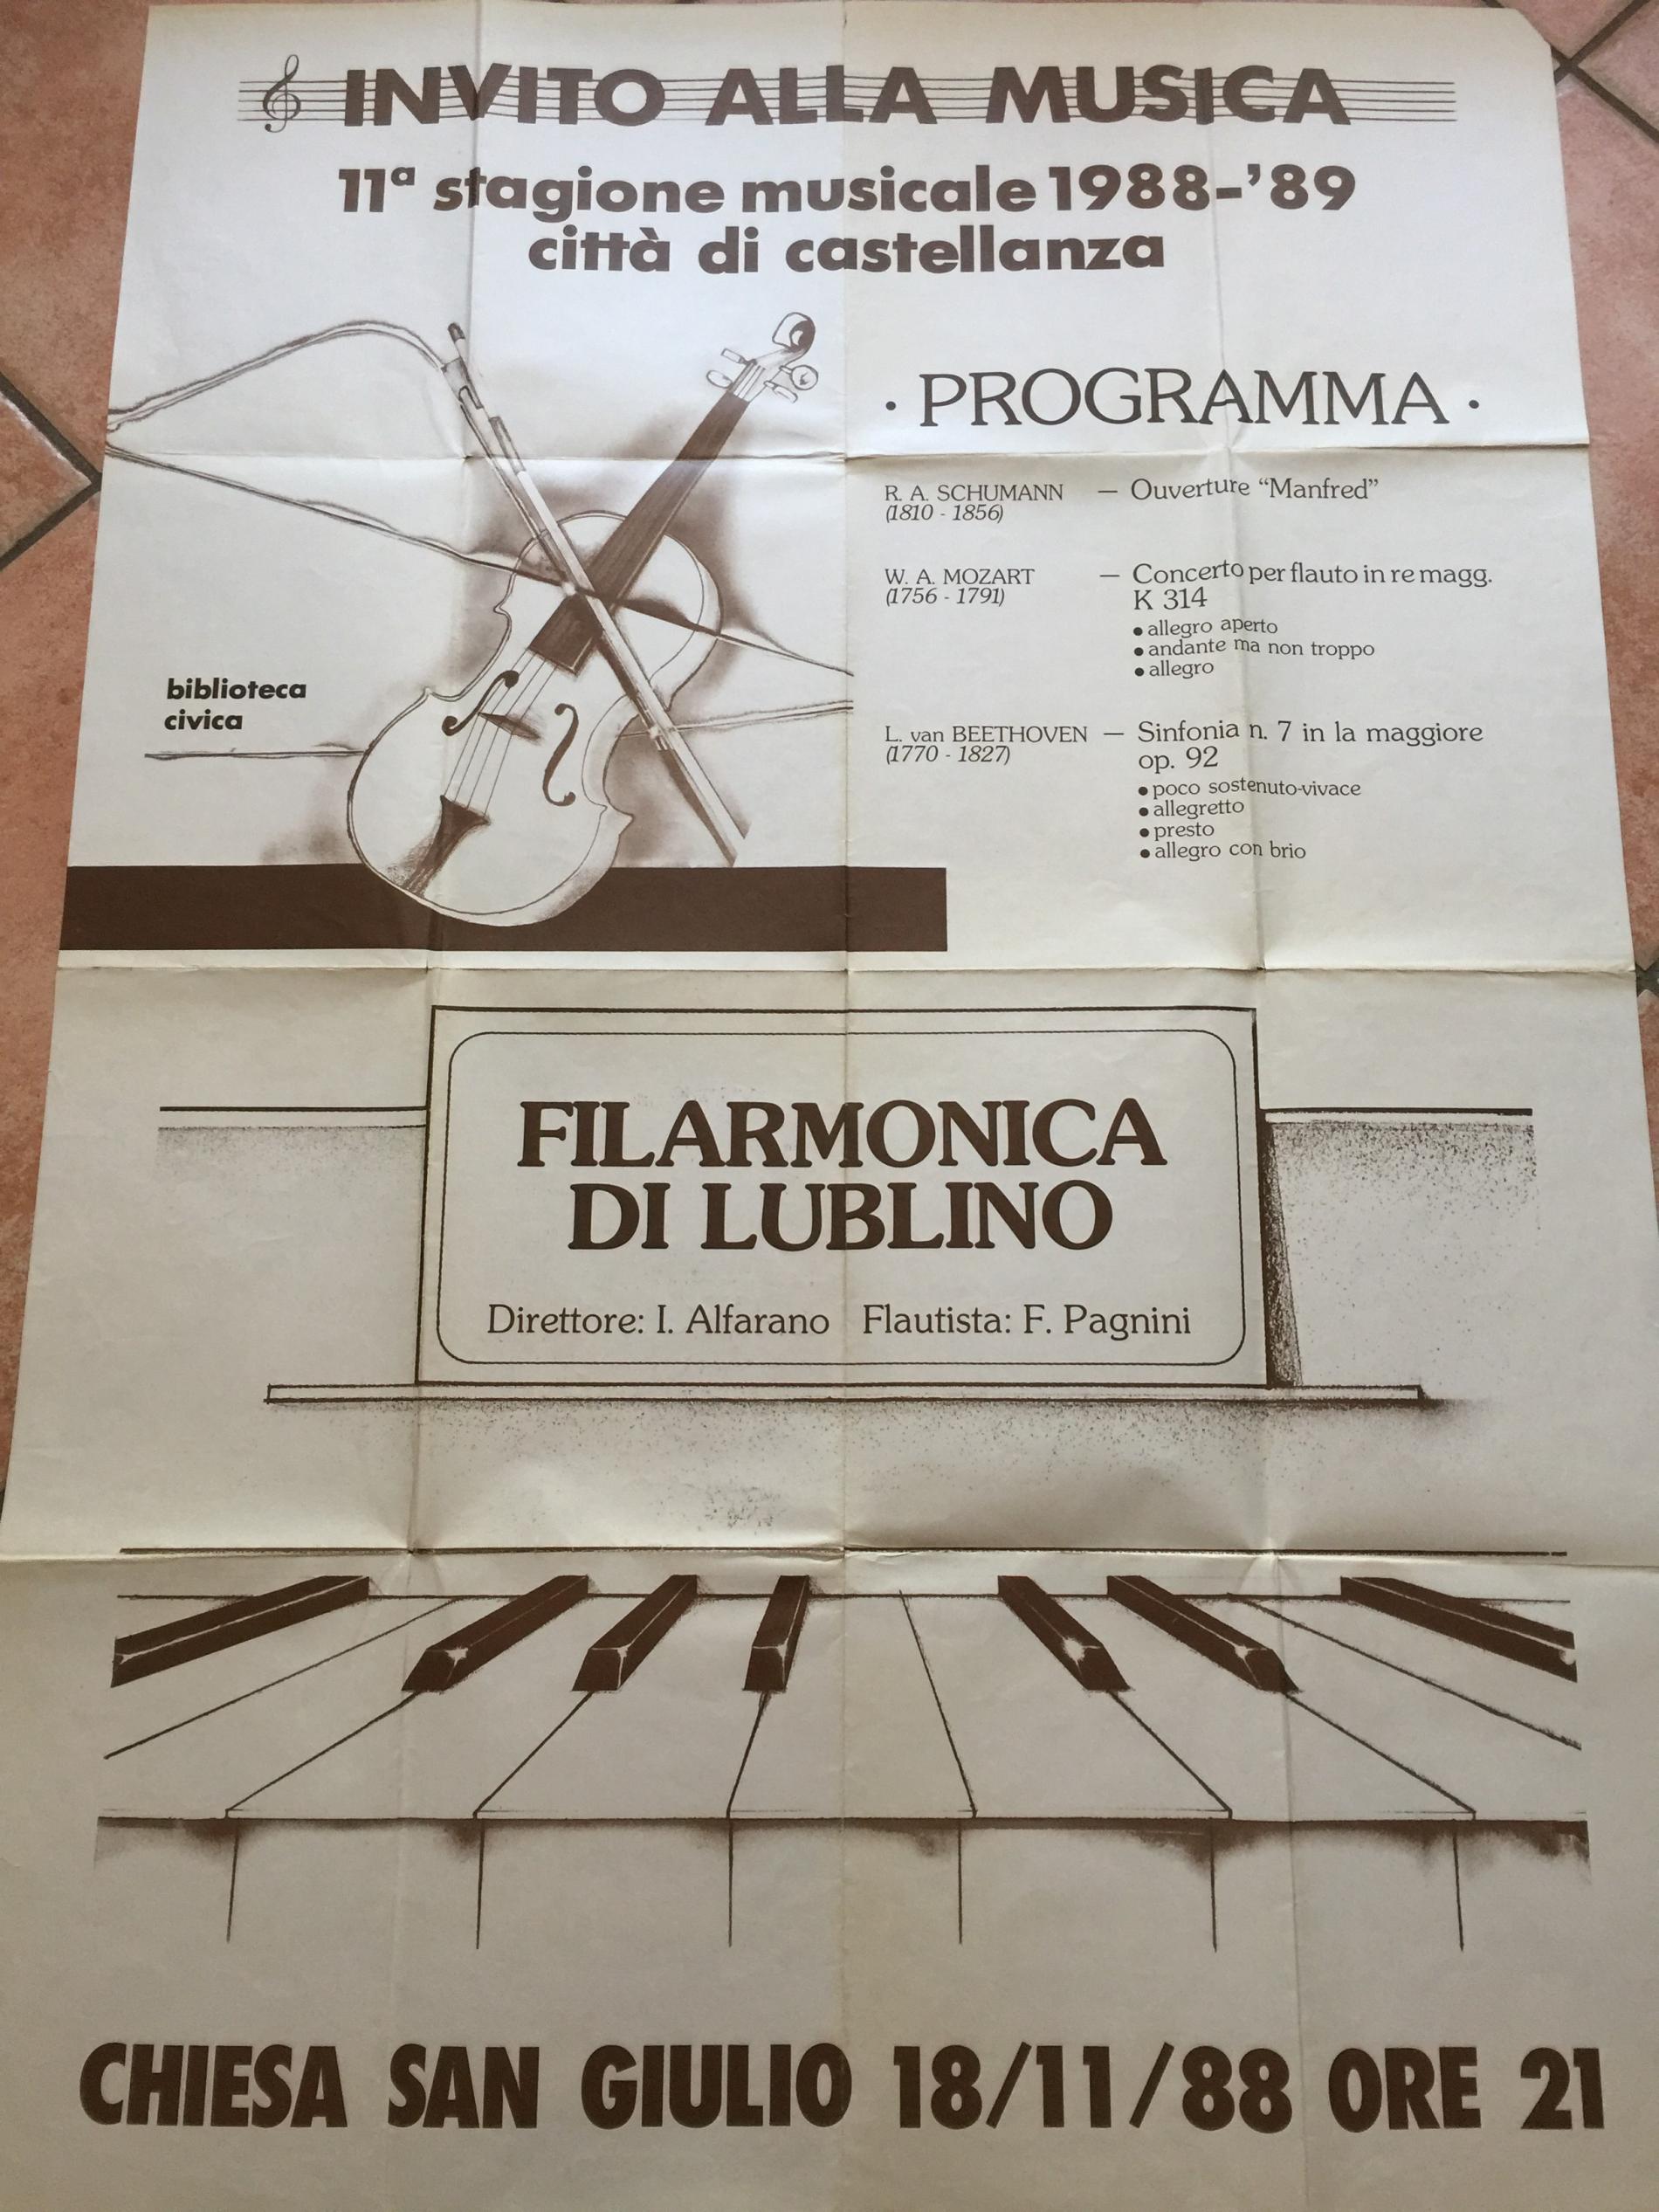 INVITO ALLA MUSICA
11ª stagione musicale 1988-'89
città di castellanza
biblioteca
civica
· PROGRAMMA ·
R. A. SCHUMANN — Ouverture “Manfred”
(1810 - 1856)
W. A. MOZART — Concerto per flauto in re magg.
(1756 - 1791) K 314
• allegro aperto
• andante ma non troppo
• allegro
L. van BEETHOVEN — Sinfonia n. 7 in la maggiore
(1770 - 1827) op. 92
• poco sostenuto-vivace
• allegretto
• presto
• allegro con brio
FILARMONICA
DI LUBLINO
Direttore: I. Alfarano Flautista: F. Pagnini
CHIESA SAN GIULIO 18/11/88 ORE 21